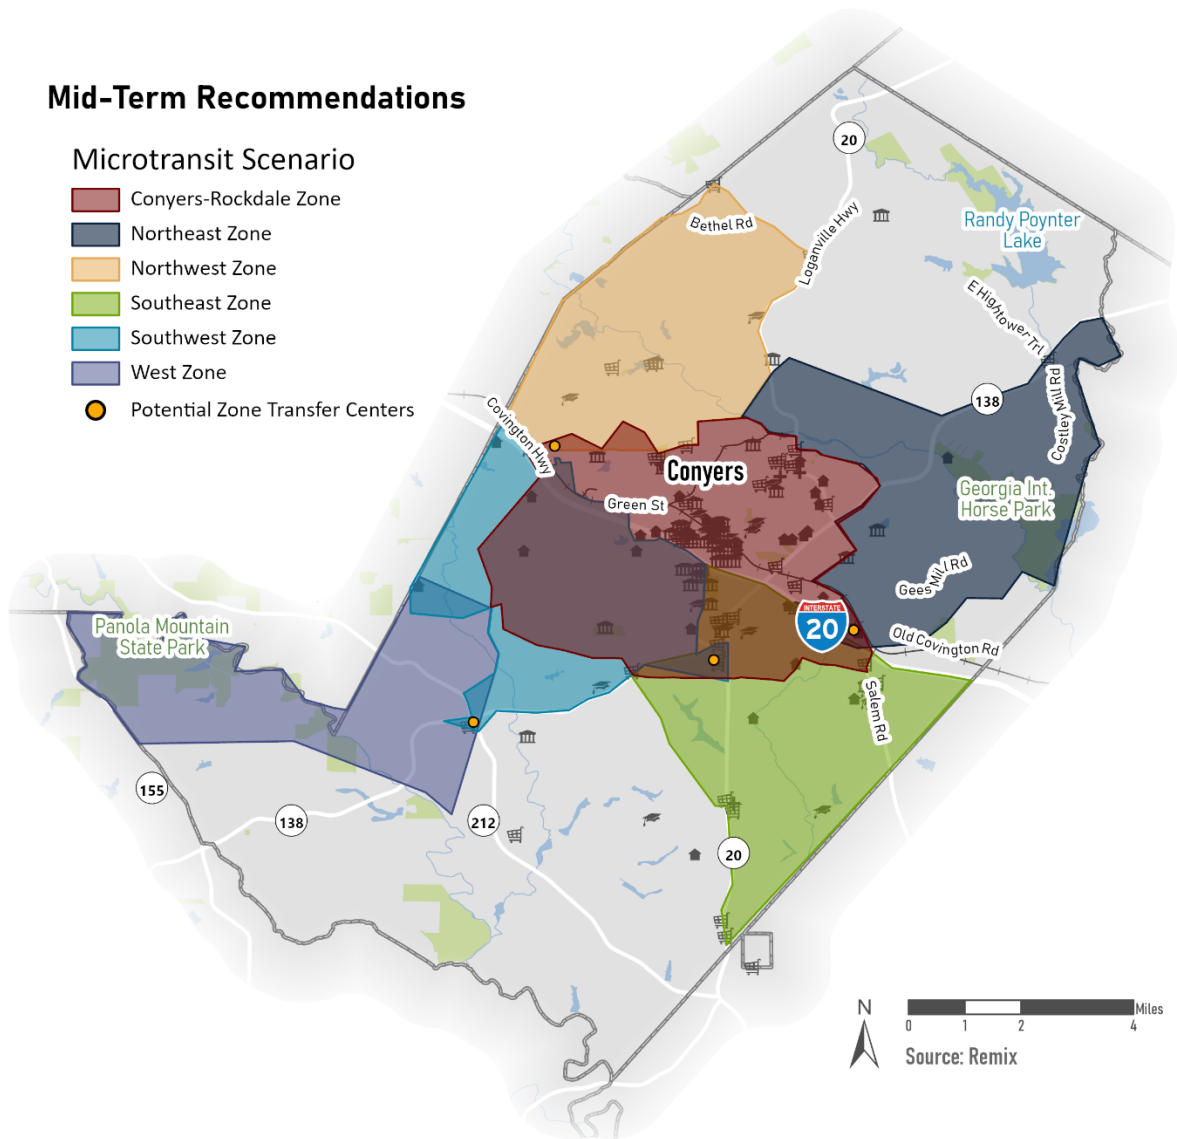 Mid-Term Recommendations
Microtransit Scenario
Conyers-Rockdale Zone
Northeast Zone
Northwest Zone
Southeast Zone
Southwest Zone
West Zone
Potential Zone Transfer Centers
20
Bethel Rd
Loganville Hwy
Randy Poynter
Lake
E Hightower Trl
138
Costley Mill Rd
Covington Hwy
Conyers
Green St
Georgia Int.
Horse Park
Gees Mill Rd
INTERSTATE
20
Old Covington Rd
Panola Mountain
State Park
Salem Rd
155
138
212
20
N
0
1
2
4
Miles
Source: Remix